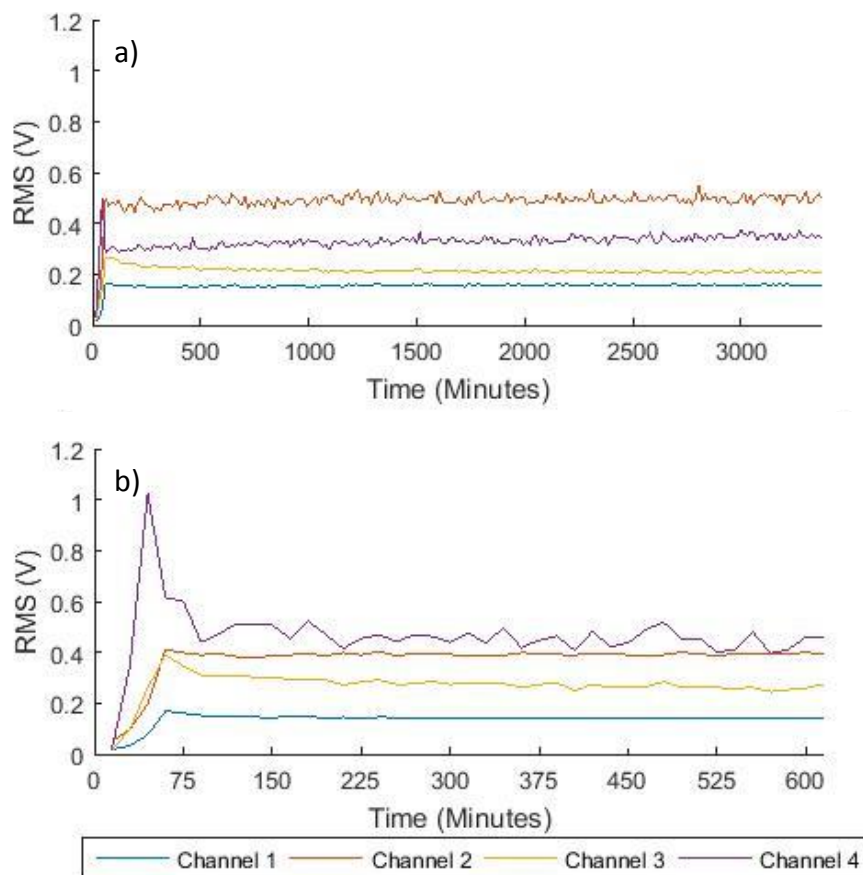 a)
RMS (V)
1.2
1
0.8
0.6
0.4
0.2
0
0 500 1000 1500 2000 2500 3000
Time (Minutes)
b)
RMS (V)
1.2
1
0.8
0.6
0.4
0.2
0
0 75 150 225 300 375 450 525 600
Time (Minutes)
Channel 1 Channel 2 Channel 3 Channel 4